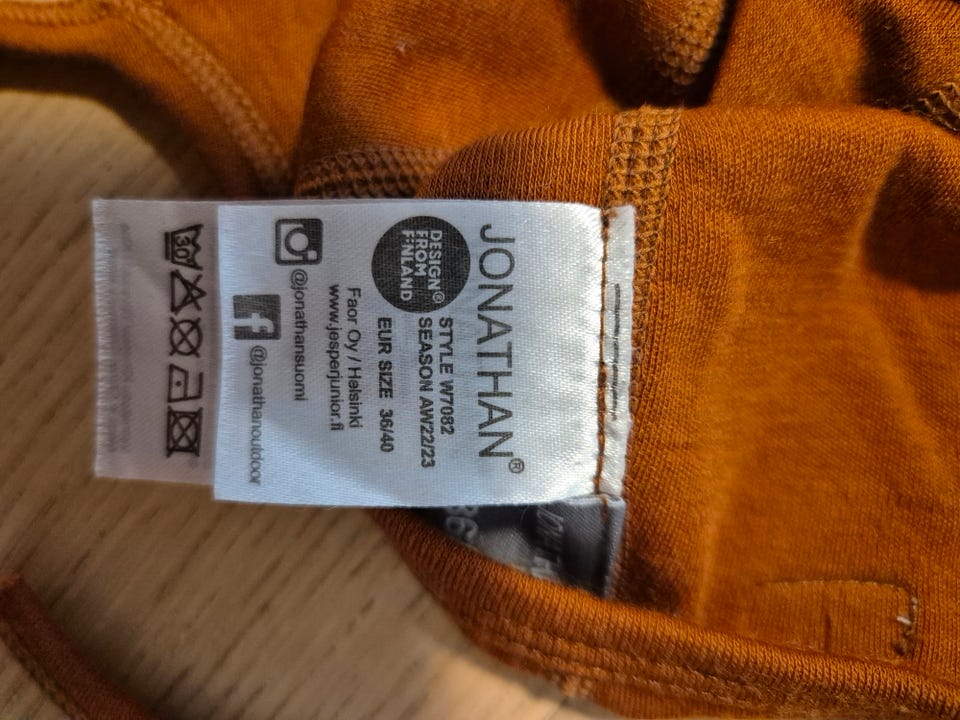 JONATHAN®
DESIGN®
FROM
FINLAND
STYLE W7082
SEASON AW22/23
EUR SIZE 36/40
Faor Oy / Helsinki
www.jesperjunior.fi
@jonathansuomi
@jonathanoutdoor
30
36